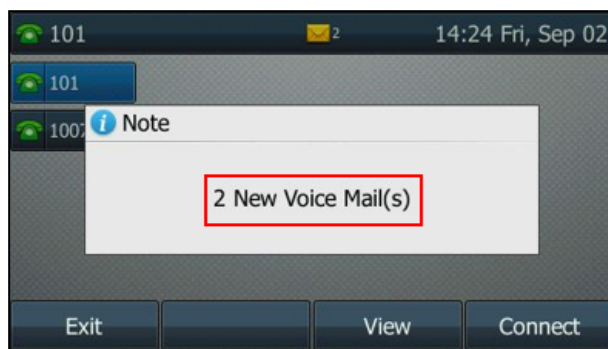 101 2 14:24 Fri, Sep 02
101
1007
Note
2 New Voice Mail(s)
Exit View Connect